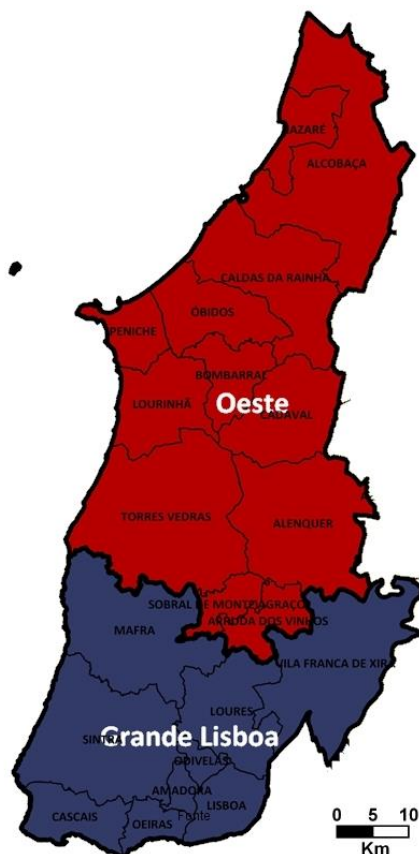 NAZARÉ
ALCOBAÇA
CALDAS DA RAINHA
ÓBIDOS
PENICHE
BOMBARRAL
LOURINHÃ
Oeste
CADAVAL
TORRES VEDRAS
ALENQUER
SOBRAL DE MONTE AGRAÇO
ARRUDA DOS VINHOS
MAFRA
VILA FRANCA DE XIRA
LOURES
Grande Lisboa
SINTRA
ODIVELAS
AMADORA
LISBOA
CASCAIS
OEIRAS
Fonte
0 5 10
Km